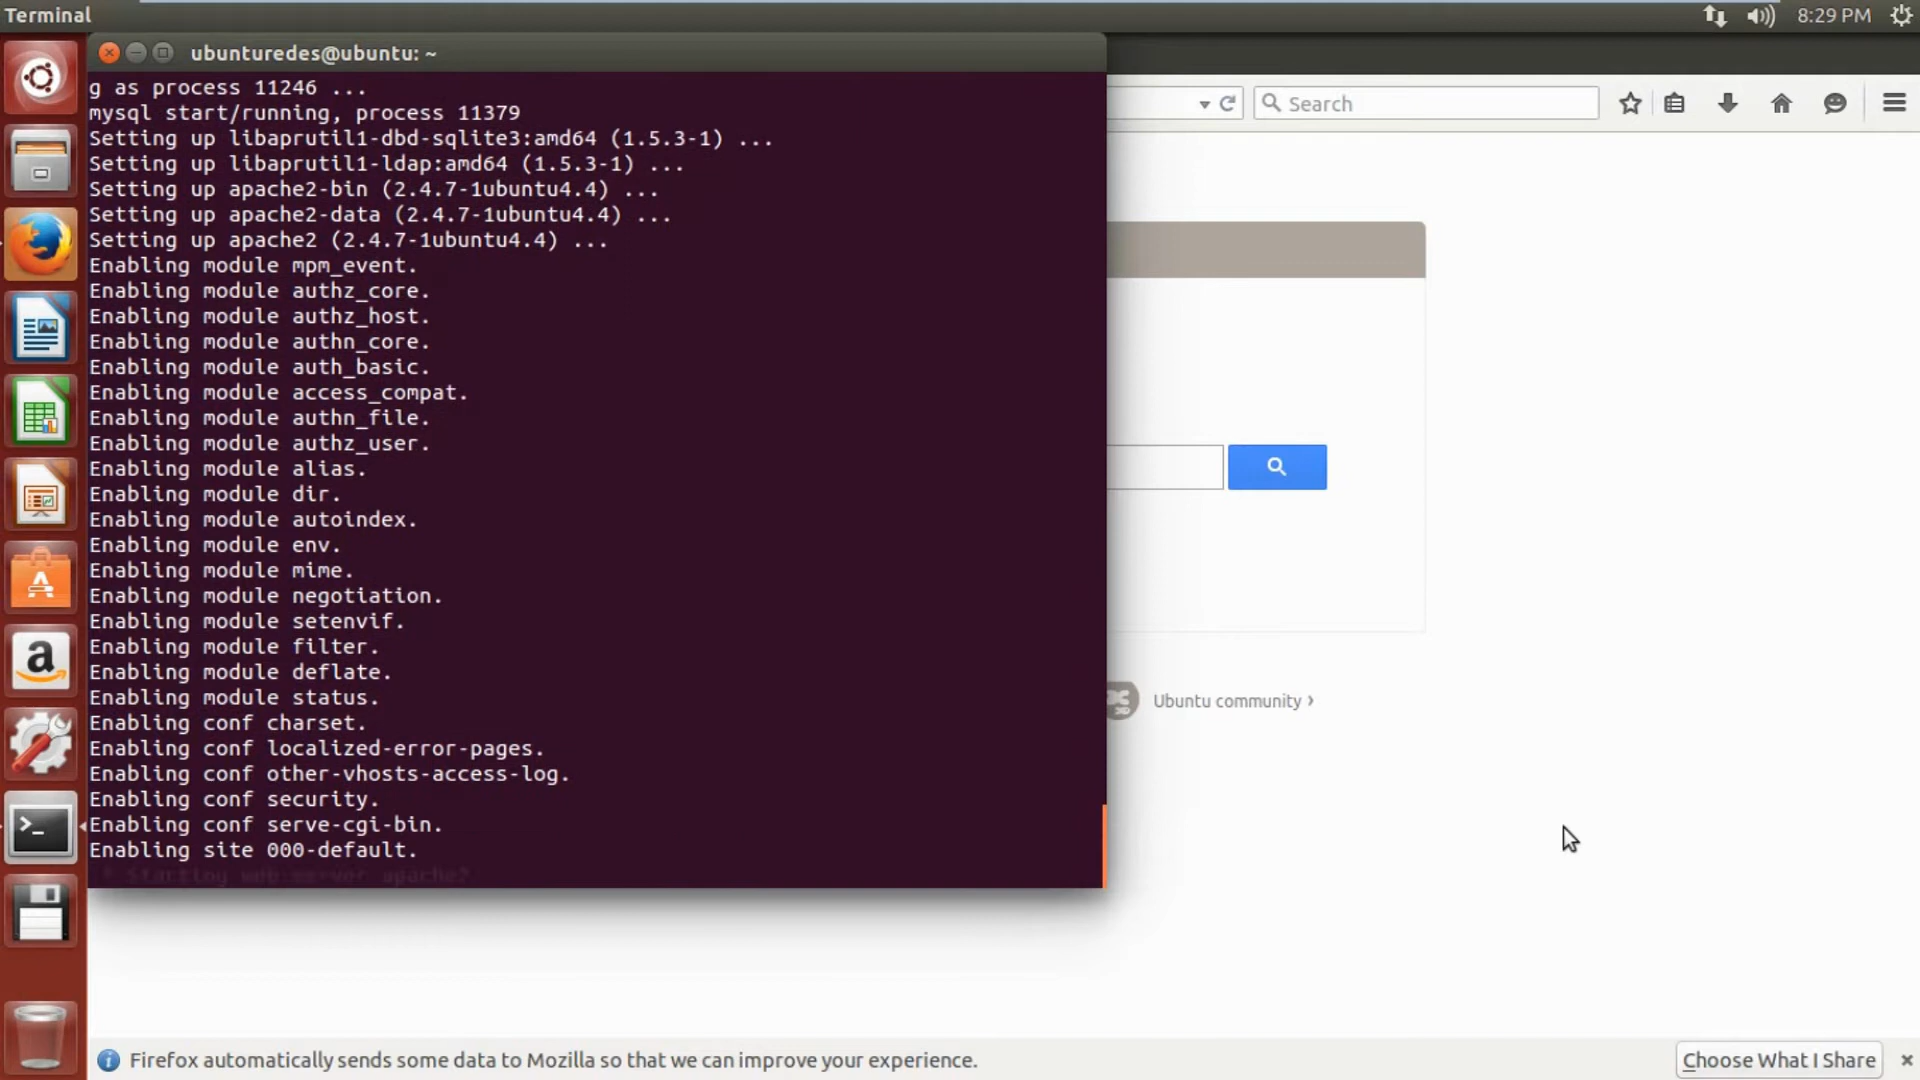 Terminal
8:29 PM
ubunturedes@ubuntu: ~
g as process 11246 ...
mysql start/running, process 11379
Setting up libaprutil1-dbd-sqlite3:amd64 (1.5.3-1) ...
Setting up libaprutil1-ldap:amd64 (1.5.3-1) ...
Setting up apache2-bin (2.4.7-1ubuntu4.4) ...
Setting up apache2-data (2.4.7-1ubuntu4.4) ...
Setting up apache2 (2.4.7-1ubuntu4.4) ...
Enabling module mpm_event.
Enabling module authz_core.
Enabling module authz_host.
Enabling module authn_core.
Enabling module auth_basic.
Enabling module access_compat.
Enabling module authn_file.
Enabling module authz_user.
Enabling module alias.
Enabling module dir.
Enabling module autoindex.
Enabling module env.
Enabling module mime.
Enabling module negotiation.
Enabling module setenvif.
Enabling module filter.
Enabling module deflate.
Enabling module status.
Enabling conf charset.
Enabling conf localized-error-pages.
Enabling conf other-vhosts-access-log.
Enabling conf security.
Enabling conf serve-cgi-bin.
Enabling site 000-default.
* Starting web server apache2
Search
Ubuntu community ›
Firefox automatically sends some data to Mozilla so that we can improve your experience.
Choose What I Share